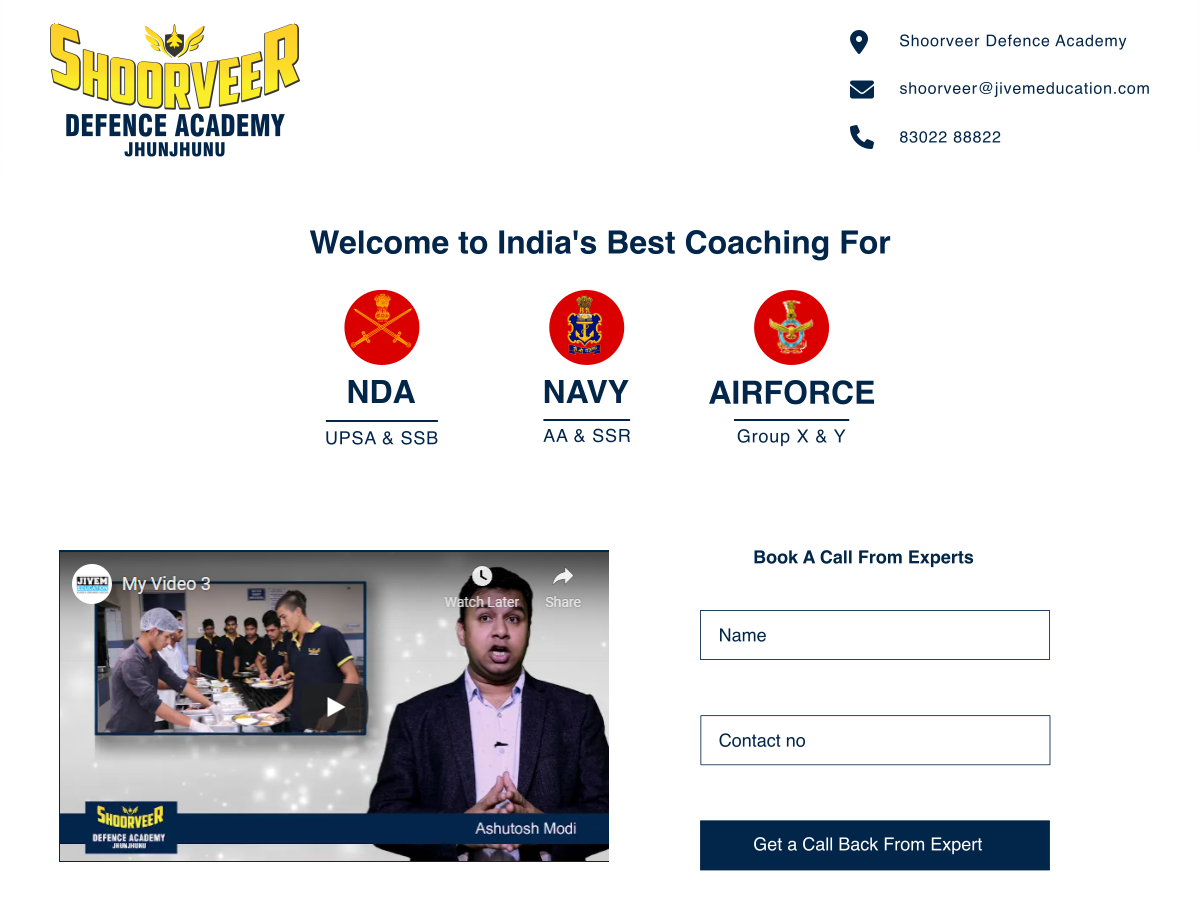 SHOORVEER
DEFENCE ACADEMY
JHUNJHUNU
Shoorveer Defence Academy
shoorveer@jivemeducation.com
83022 88822
Welcome to India's Best Coaching For
NDA
UPSA & SSB
NAVY
AA & SSR
AIRFORCE
Group X & Y
JIVEM
EDUCATION
My Video 3
Watch Later
Share
SHOORVEER
DEFENCE ACADEMY
JHUNJHUNU
Ashutosh Modi
Book A Call From Experts
Name
Contact no
Get a Call Back From Expert